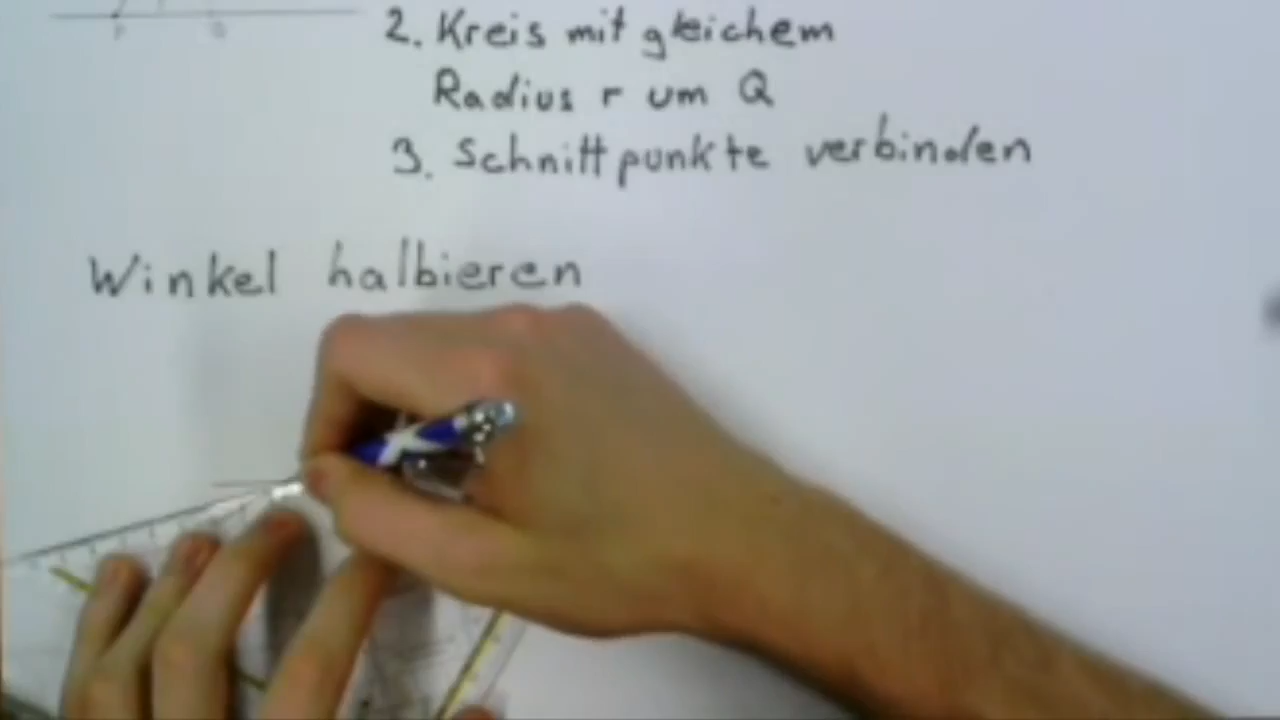 2. Kreis mit gleichem
Radius r um Q
3. Schnittpunkte verbinden
Winkel halbieren